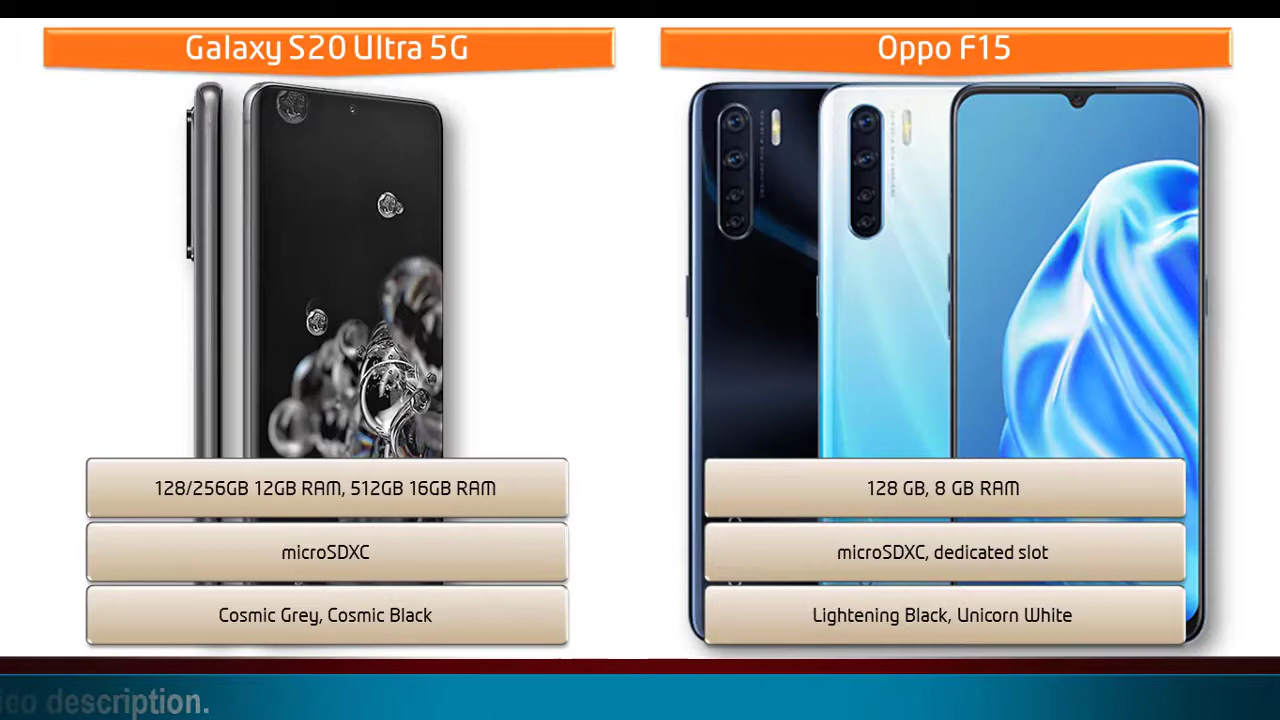 Galaxy S20 Ultra 5G
128/256GB 12GB RAM, 512GB 16GB RAM
microSDXC
Cosmic Grey, Cosmic Black
Oppo F15
128 GB, 8 GB RAM
microSDXC, dedicated slot
Lightening Black, Unicorn White
description.